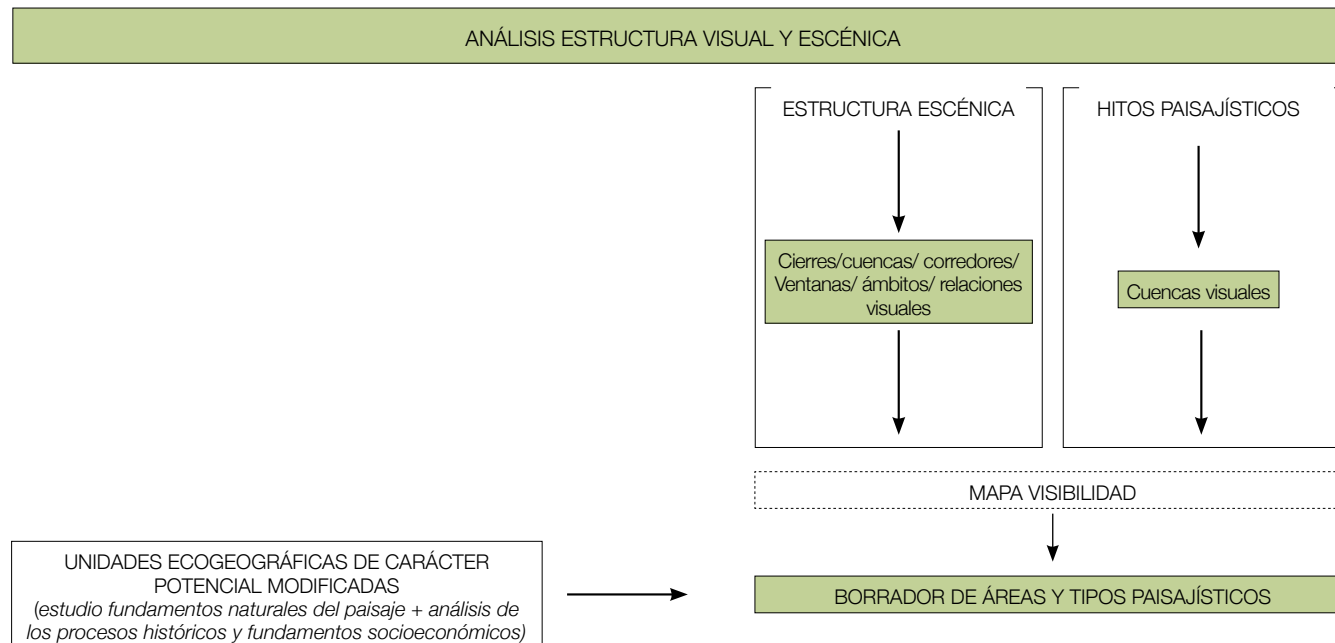 ANÁLISIS ESTRUCTURA VISUAL Y ESCÉNICA
ESTRUCTURA ESCÉNICA
HITOS PAISAJÍSTICOS
Cierres/cuencas/ corredores/
Ventanas/ ámbitos/ relaciones
visuales
Cuencas visuales
MAPA VISIBILIDAD
UNIDADES ECOGEOGRÁFICAS DE CARÁCTER
POTENCIAL MODIFICADAS
(estudio fundamentos naturales del paisaje + análisis de
los procesos históricos y fundamentos socioeconómicos)
BORRADOR DE ÁREAS Y TIPOS PAISAJÍSTICOS